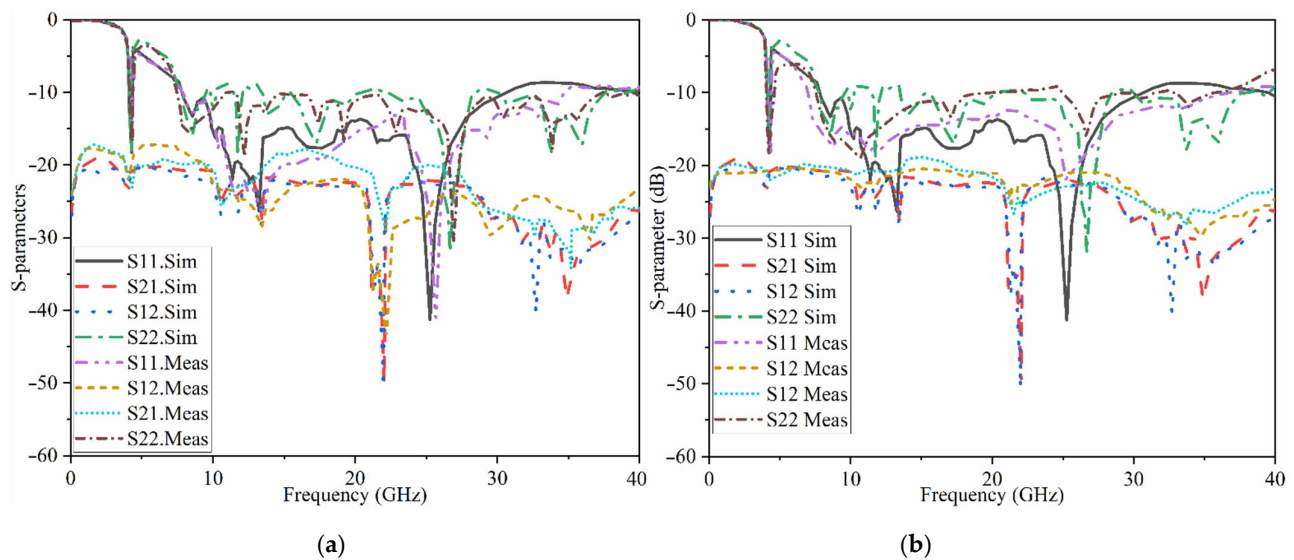 0
−10
−20
−30
−40
−50
−60
S-parameters
S11.Sim
S21.Sim
S12.Sim
S22.Sim
S11.Meas
S12.Meas
S21.Meas
S22.Meas
0 10 20 30 40
Frequency (GHz)
(a)
0
−10
−20
−30
−40
−50
−60
S-parameter (dB)
S11 Sim
S21 Sim
S12 Sim
S22 Sim
S11 Mcas
S12 Mcas
S12 Meas
S22 Meas
0 10 20 30 40
Frequency (GHz)
(b)